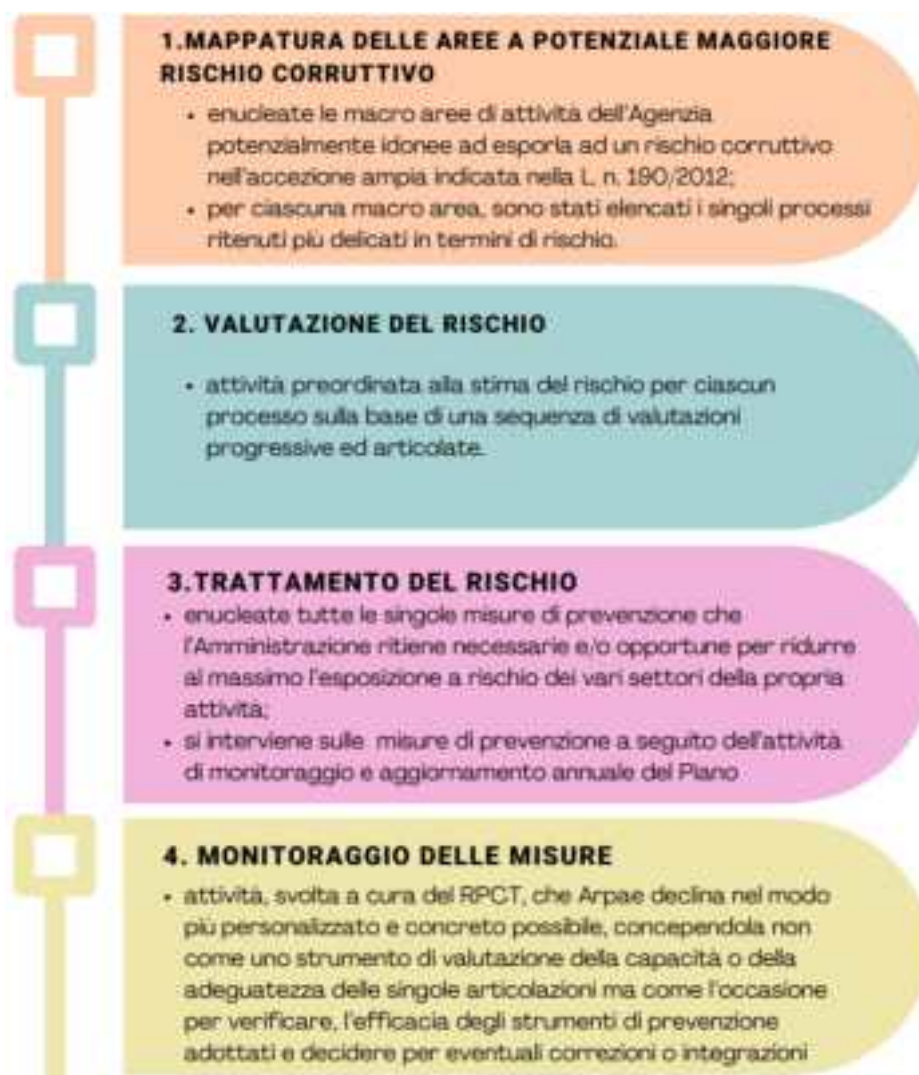 1.MAPPATURA DELLE AREE A POTENZIALE MAGGIORE
RISCHIO CORRUTTIVO
• enucleate le macro aree di attività dell'Agenzia
potenzialmente idonee ad esporla ad un rischio corruttivo
nell'accezione ampia indicata nella L. n. 190/2012;
• per ciascuna macro area, sono stati elencati i singoli processi
ritenuti più delicati in termini di rischio.
2. VALUTAZIONE DEL RISCHIO
• attività preordinata alla stima del rischio per ciascun
processo sulla base di una sequenza di valutazioni
progressive ed articolate.
3.TRATTAMENTO DEL RISCHIO
• enucleate tutte le singole misure di prevenzione che
l'Amministrazione ritiene necessarie e/o opportune per ridurre
al massimo l'esposizione a rischio dei vari settori della propria
attività;
• si interviene sulle misure di prevenzione a seguito dell'attività
di monitoraggio e aggiornamento annuale del Piano
4. MONITORAGGIO DELLE MISURE
• attività, svolta a cura del RPCT, che Arpae declina nel modo
più personalizzato e concreto possibile, concependola non
come uno strumento di valutazione della capacità o della
adeguatezza delle singole articolazioni ma come l'occasione
per verificare, l'efficacia degli strumenti di prevenzione
adottati e decidere per eventuali correzioni o integrazioni